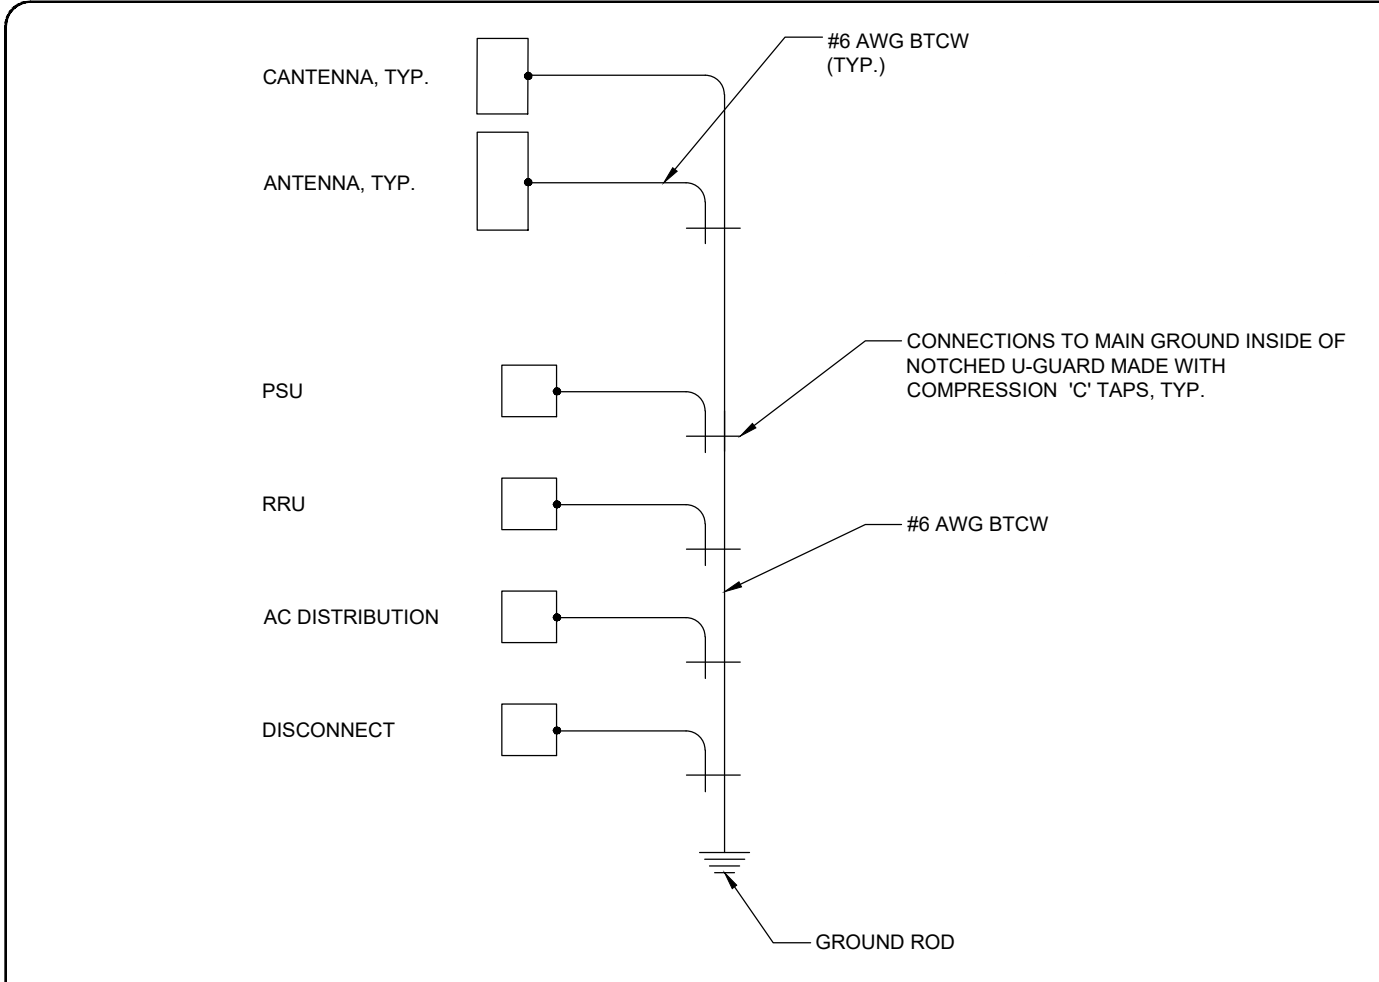 CANTENNA, TYP.
#6 AWG BTCW
(TYP.)
ANTENNA, TYP.
CONNECTIONS TO MAIN GROUND INSIDE OF
NOTCHED U-GUARD MADE WITH
COMPRESSION 'C' TAPS, TYP.
PSU
RRU
#6 AWG BTCW
AC DISTRIBUTION
DISCONNECT
GROUND ROD